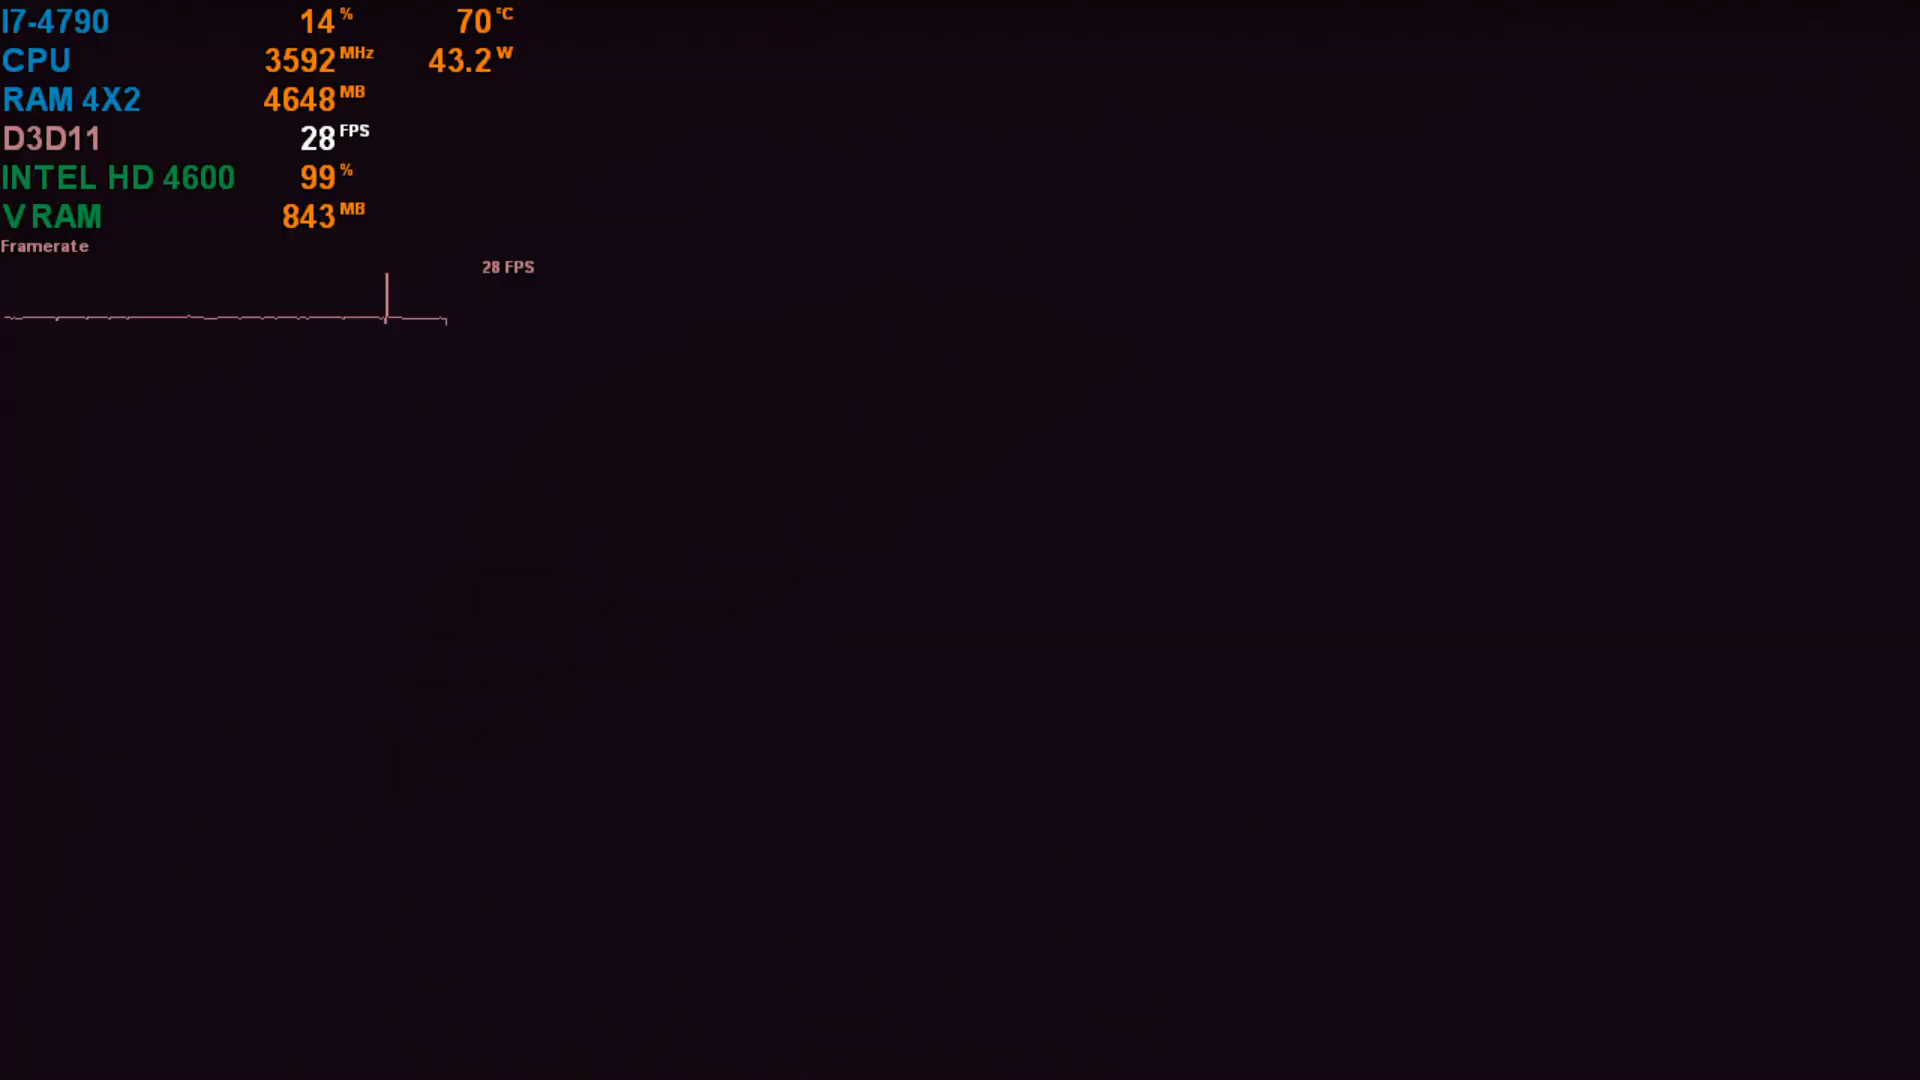 I7-4790 14 % 70 °C
CPU 3592 MHz 43.2 W
RAM 4X2 4648 MB
D3D11 28 FPS
INTEL HD 4600 99 %
VRAM 843 MB
Framerate
28 FPS